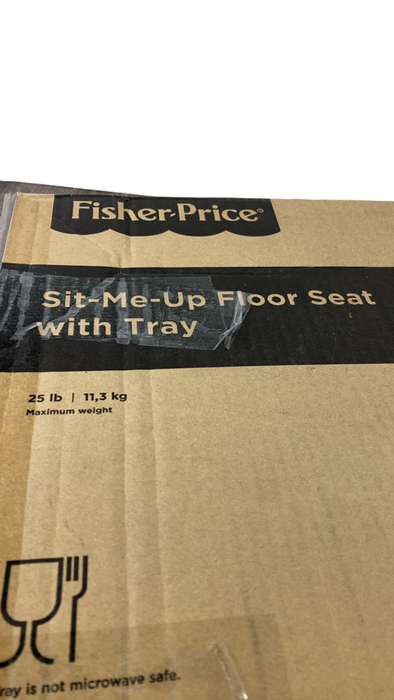 Fisher-Price®
Sit-Me-Up Floor Seat
with Tray
25 lb | 11,3 kg
Maximum weight
ray is not microwave safe.